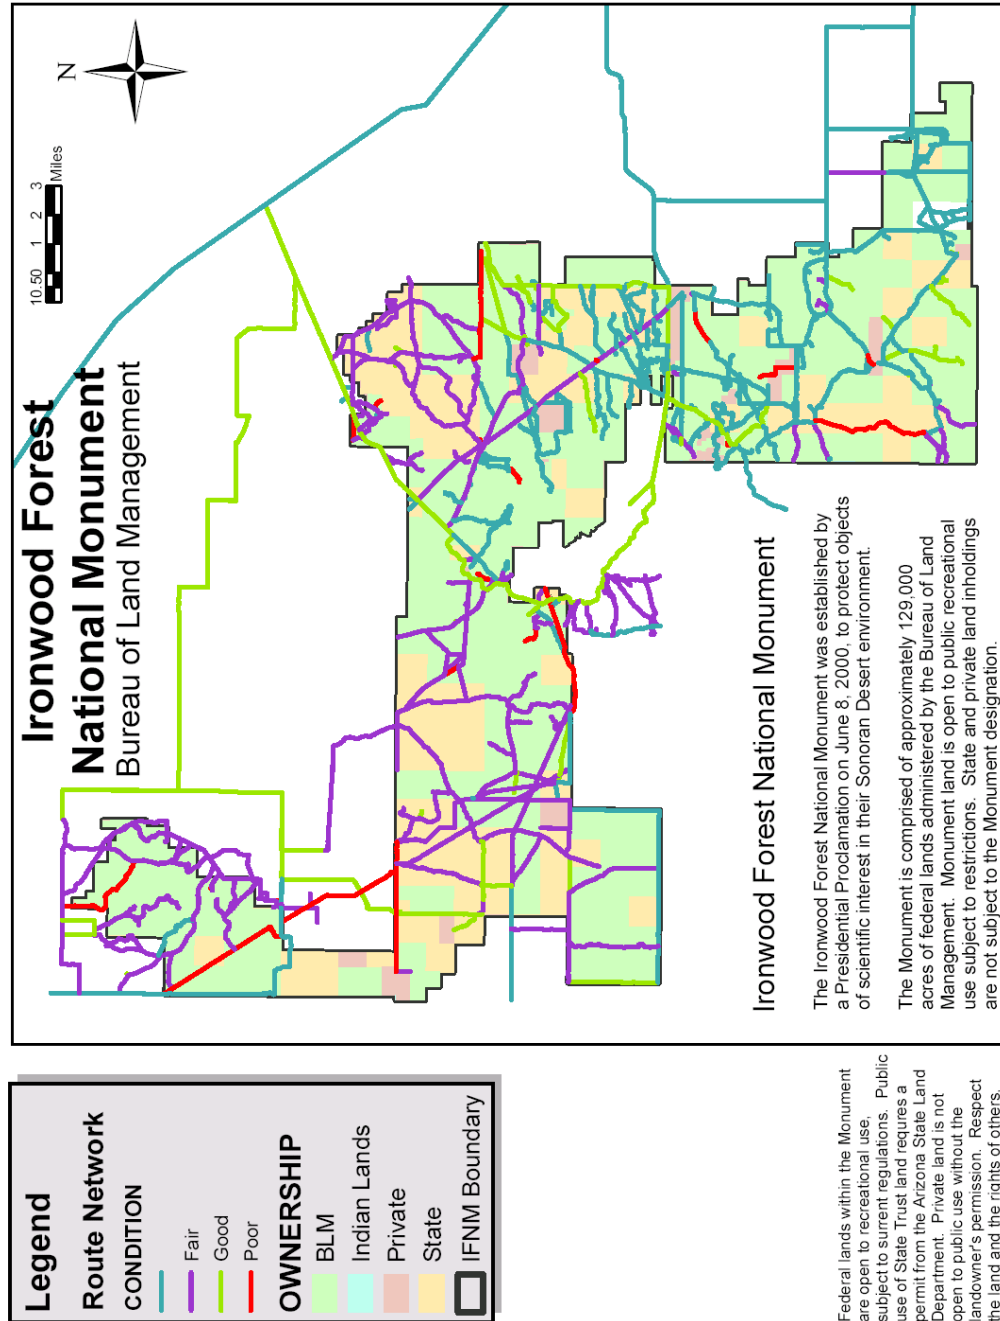 Ironwood Forest
National Monument
Bureau of Land Management
N
10.50 1 2 3
Miles
Legend
Route Network
CONDITION
Fair
Good
Poor
OWNERSHIP
BLM
Indian Lands
Private
State
IFNM Boundary
Ironwood Forest National Monument
The Ironwood Forest National Monument was established by
a Presidential Proclamation on June 8, 2000, to protect objects
of scientific interest in their Sonoran Desert environment.
The Monument is comprised of approximately 129,000
acres of federal lands administered by the Bureau of Land
Management. Monument land is open to public recreational
use subject to restrictions. State and private land inholdings
are not subject to the Monument designation.
Federal lands within the Monument
are open to recreational use,
subject to surrent regulations. Public
use of State Trust land requres a
permit from the Arizona State Land
Department. Private land is not
open to public use without the
landowner's permission. Respect
the land and the rights of others.